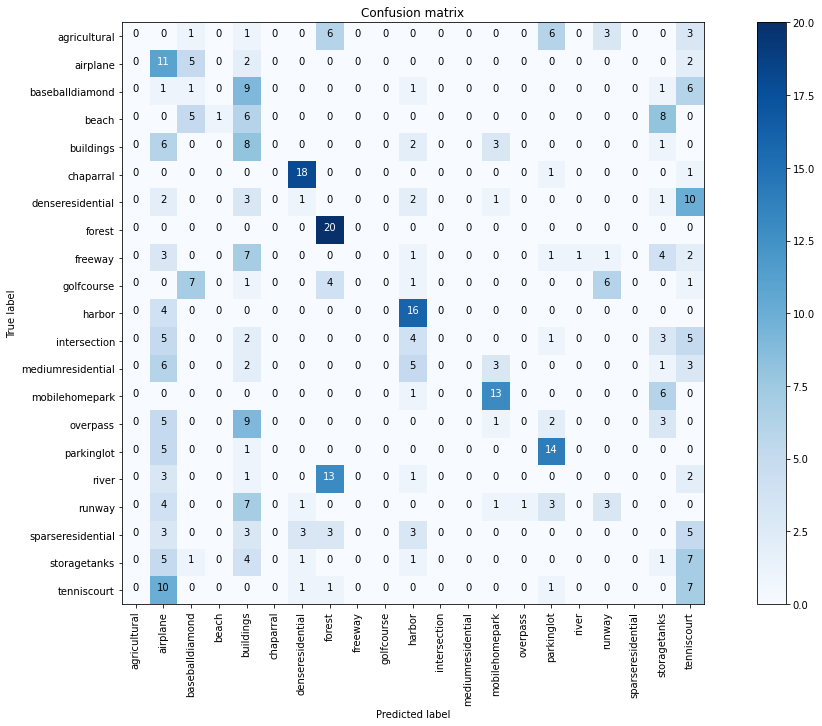 Confusion matrix
agricultural 0 0 1 0 1 0 0 6 0 0 0 0 0 0 0 6 0 3 0 0 3 20.0
airplane 0 11 5 0 2 0 0 0 0 0 0 0 0 0 0 0 0 0 0 0 2
baseballdiamond 0 1 1 0 9 0 0 0 0 0 1 0 0 0 0 0 0 0 0 1 6 17.5
beach 0 0 5 1 6 0 0 0 0 0 0 0 0 0 0 0 0 0 0 8 0
buildings 0 6 0 0 8 0 0 0 0 0 2 0 0 3 0 0 0 0 0 1 0 15.0
chaparral 0 0 0 0 0 0 18 0 0 0 0 0 0 0 0 1 0 0 0 0 1
denseresidential 0 2 0 0 3 0 1 0 0 0 2 0 0 1 0 0 0 0 0 1 10
forest 0 0 0 0 0 0 0 20 0 0 0 0 0 0 0 0 0 0 0 0 0 12.5
freeway 0 3 0 0 7 0 0 0 0 0 1 0 0 0 0 1 1 1 0 4 2
golfcourse 0 0 7 0 1 0 0 4 0 0 1 0 0 0 0 0 0 6 0 0 1 10.0
harbor 0 4 0 0 0 0 0 0 0 0 16 0 0 0 0 0 0 0 0 0 0
True label
intersection 0 5 0 0 2 0 0 0 0 0 4 0 0 0 0 1 0 0 0 3 5
mediumresidential 0 6 0 0 2 0 0 0 0 0 5 0 0 3 0 0 0 0 0 1 3 7.5
mobilehomepark 0 0 0 0 0 0 0 0 0 0 1 0 0 13 0 0 0 0 0 6 0
overpass 0 5 0 0 9 0 0 0 0 0 0 0 0 1 0 2 0 0 0 3 0 5.0
parkinglot 0 5 0 0 1 0 0 0 0 0 0 0 0 0 0 14 0 0 0 0 0
river 0 3 0 0 1 0 0 13 0 0 1 0 0 0 0 0 0 0 0 0 2
runway 0 4 0 0 7 0 1 0 0 0 0 0 0 1 1 3 0 3 0 0 0 2.5
sparseresidential 0 3 0 0 3 0 3 3 0 0 3 0 0 0 0 0 0 0 0 0 5
storagetanks 0 5 1 0 4 0 1 0 0 0 1 0 0 0 0 0 0 0 0 1 7
tenniscourt 0 10 0 0 0 0 1 1 0 0 0 0 0 0 0 1 0 0 0 0 7 0.0
agricultural
airplane
baseballdiamond
beach
buildings
chaparral
denseresidential
forest
freeway
golfcourse
harbor
intersection
mediumresidential
mobilehomepark
overpass
parkinglot
river
runway
sparseresidential
storagetanks
tenniscourt
Predicted label